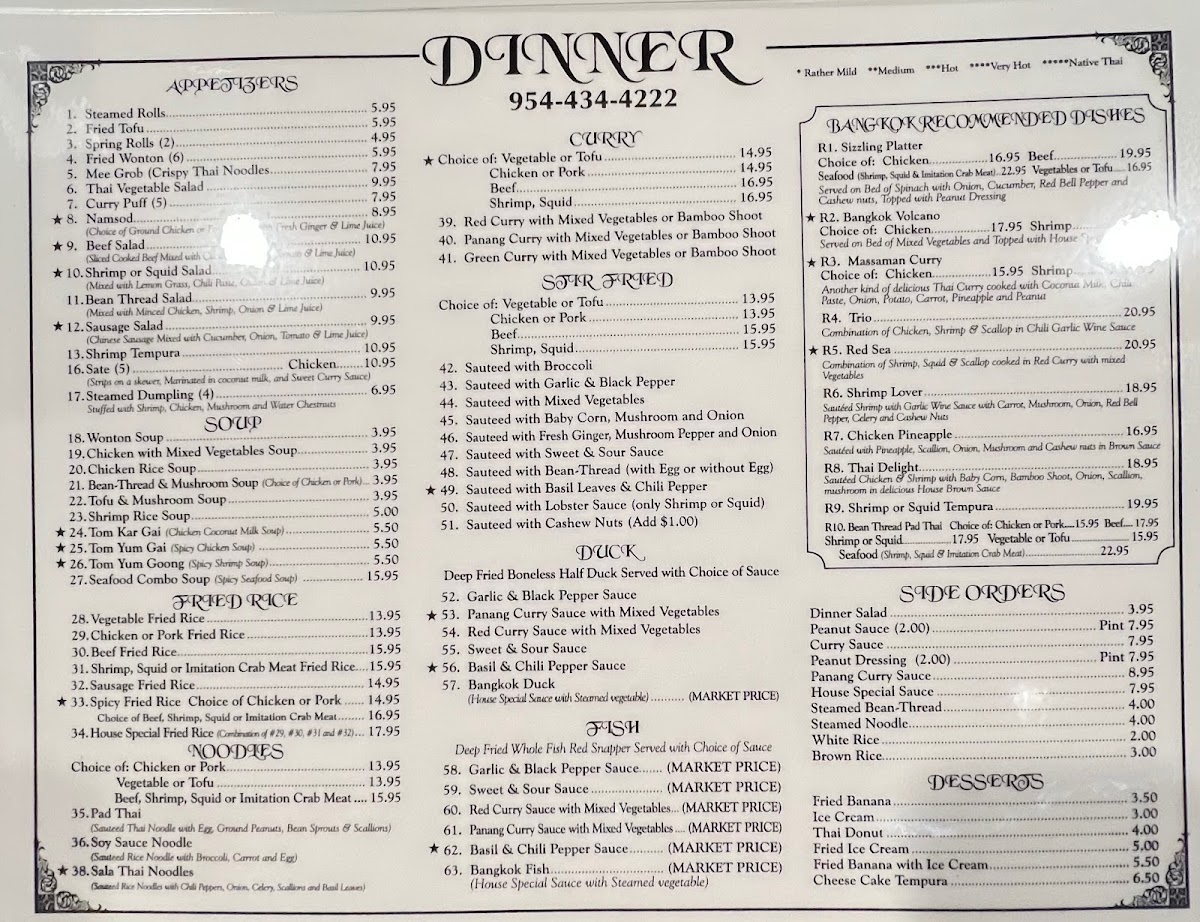 DINNER
954-434-4222
* Rather Mild **Medium ***Hot ****Very Hot *****Native Thai
APPETIZERS
1. Steamed Rolls 5.95
2. Fried Tofu 5.95
3. Spring Rolls (2) 4.95
4. Fried Wonton (6) 5.95
5. Mee Grob (Crispy Thai Noodles 7.95
6. Thai Vegetable Salad 9.95
7. Curry Puff (5) 7.95
★ 8. Namsod 8.95
(Choice of Ground Chicken or Fresh Ginger & Lime Juice)
★ 9. Beef Salad 10.95
(Sliced Cooked Beef Mixed with & Lime Juice)
★ 10. Shrimp or Squid Salad 10.95
(Mixed with Lemon Grass, Chili Paste, Lime Juice)
11. Bean Thread Salad 9.95
(Mixed with Minced Chicken, Shrimp, Onion & Lime Juice)
★ 12. Sausage Salad 9.95
(Chinese Sausage Mixed with Cucumber, Onion, Tomato & Lime Juice)
13. Shrimp Tempura 10.95
16. Sate (5) Chicken 10.95
(Strips on a skewer, Marinated in coconut milk, and Sweet Curry Sauce)
17. Steamed Dumpling (4) 6.95
Stuffed with Shrimp, Chicken, Mushroom and Water Chestnuts
SOUP
18. Wonton Soup 3.95
19. Chicken with Mixed Vegetables Soup 3.95
20. Chicken Rice Soup 3.95
21. Bean-Thread & Mushroom Soup (Choice of Chicken or Pork) 3.95
22. Tofu & Mushroom Soup 3.95
23. Shrimp Rice Soup 5.00
★ 24. Tom Kar Gai (Chicken Coconut Milk Soup) 5.50
★ 25. Tom Yum Gai (Spicy Chicken Soup) 5.50
★ 26. Tom Yum Goong (Spicy Shrimp Soup) 5.50
27. Seafood Combo Soup (Spicy Seafood Soup) 15.95
FRIED RICE
28. Vegetable Fried Rice 13.95
29. Chicken or Pork Fried Rice 13.95
30. Beef Fried Rice 15.95
31. Shrimp, Squid or Imitation Crab Meat Fried Rice 15.95
32. Sausage Fried Rice 14.95
★ 33. Spicy Fried Rice Choice of Chicken or Pork 14.95
Choice of Beef, Shrimp, Squid or Imitation Crab Meat 16.95
34. House Special Fried Rice (Combination of #29, #30, #31 and #32) 17.95
NOODLES
Choice of: Chicken or Pork 13.95
Vegetable or Tofu 13.95
Beef, Shrimp, Squid or Imitation Crab Meat 15.95
35. Pad Thai
(Sauteed Thai Noodle with Egg, Ground Peanuts, Bean Sprouts & Scallions)
36. Soy Sauce Noodle
(Sauteed Rice Noodle with Broccoli, Carrot and Egg)
★ 38. Sala Thai Noodles
(Sauteed Rice Noodles with Chili Peppers, Onion, Celery, Scallions and Basil Leaves)
CURRY
★ Choice of: Vegetable or Tofu 14.95
Chicken or Pork 14.95
Beef 16.95
Shrimp, Squid 16.95
39. Red Curry with Mixed Vegetables or Bamboo Shoot
40. Panang Curry with Mixed Vegetables or Bamboo Shoot
41. Green Curry with Mixed Vegetables or Bamboo Shoot
STIR FRIED
Choice of: Vegetable or Tofu 13.95
Chicken or Pork 13.95
Beef 15.95
Shrimp, Squid 15.95
42. Sauteed with Broccoli
43. Sauteed with Garlic & Black Pepper
44. Sauteed with Mixed Vegetables
45. Sauteed with Baby Corn, Mushroom and Onion
46. Sauteed with Fresh Ginger, Mushroom Pepper and Onion
47. Sauteed with Sweet & Sour Sauce
48. Sauteed with Bean-Thread (with Egg or without Egg)
★ 49. Sauteed with Basil Leaves & Chili Pepper
50. Sauteed with Lobster Sauce (only Shrimp or Squid)
51. Sauteed with Cashew Nuts (Add $1.00)
DUCK
Deep Fried Boneless Half Duck Served with Choice of Sauce
52. Garlic & Black Pepper Sauce
★ 53. Panang Curry Sauce with Mixed Vegetables
54. Red Curry Sauce with Mixed Vegetables
55. Sweet & Sour Sauce
★ 56. Basil & Chili Pepper Sauce
57. Bangkok Duck
(House Special Sauce with Steamed vegetable) (MARKET PRICE)
FISH
Deep Fried Whole Fish Red Snapper Served with Choice of Sauce
58. Garlic & Black Pepper Sauce (MARKET PRICE)
59. Sweet & Sour Sauce (MARKET PRICE)
60. Red Curry Sauce with Mixed Vegetables (MARKET PRICE)
61. Panang Curry Sauce with Mixed Vegetables (MARKET PRICE)
★ 62. Basil & Chili Pepper Sauce (MARKET PRICE)
63. Bangkok Fish (MARKET PRICE)
(House Special Sauce with Steamed vegetable)
BANGKOK RECOMMENDED DISHES
R1. Sizling Platter
Choice of: Chicken 16.95 Beef 19.95
Seafood (Shrimp, Squid & Imitation Crab Meat) 22.95 Vegetables or Tofu 16.95
Served on Bed of Spinach with Onion, Cucumber, Red Bell Pepper and
Cashew nuts, Topped with Peanut Dressing
★ R2. Bangkok Volcano
Choice of: Chicken 17.95 Shrimp
Served on Bed of Mixed Vegetables and Topped with House
★ R3. Massaman Curry
Choice of: Chicken 15.95 Shrimp
Another kind of delicious Thai Curry cooked with Coconut Milk, Chili
Paste, Onion, Potato, Carrot, Pineapple and Peanut
R4. Trio 20.95
Combination of Chicken, Shrimp & Scallop in Chili Garlic Wine Sauce
★ R5. Red Sea 20.95
Combination of Shrimp, Squid & Scallop cooked in Red Curry with mixed
Vegetables
R6. Shrimp Lover 18.95
Sautéed Shrimp with Garlic Wine Sauce with Carrot, Mushroom, Onion, Red Bell
Pepper, Celery and Cashew Nuts
R7. Chicken Pineapple 16.95
Sautéed with Pineapple, Scallion, Onion, Mushroom and Cashew nuts in Brown Sauce
R8. Thai Delight 18.95
Sautéed Chicken & Shrimp with Baby Corn, Bamboo Shoot, Onion, Scallion,
mushroom in delicious House Brown Sauce
R9. Shrimp or Squid Tempura 19.95
R10. Bean Thread Pad Thai Choice of: Chicken or Pork 15.95 Beef 17.95
Shrimp or Squid 17.95 Vegetable or Tofu 15.95
Seafood (Shrimp, Squid & Imitation Crab Meat) 22.95
SIDE ORDERS
Dinner Salad 3.95
Peanut Sauce (2.00) Pint 7.95
Curry Sauce 7.95
Peanut Dressing (2.00) Pint 7.95
Panang Curry Sauce 8.95
House Special Sauce 7.95
Steamed Bean-Thread 4.00
Steamed Noodle 4.00
White Rice 2.00
Brown Rice 3.00
DESSERTS
Fried Banana 3.50
Ice Cream 3.00
Thai Donut 4.00
Fried Ice Cream 5.00
Fried Banana with Ice Cream 5.50
Cheese Cake Tempura 6.50